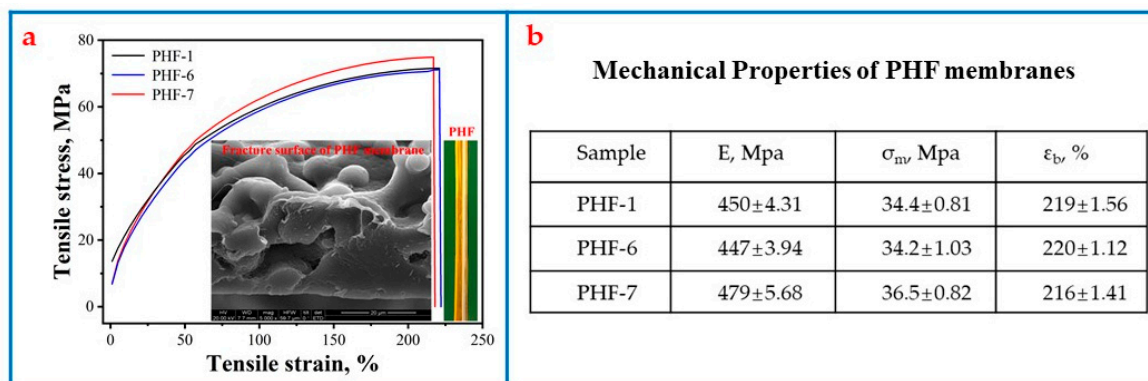 a
80
60
40
20
0
Tensile stress, MPa
PHF-1
PHF-6
PHF-7
Fracture surface of PHF membrane
PHF
0 50 100 150 200 250
Tensile strain, %
b
Mechanical Properties of PHF membranes
Sample E, Mpa σm, Mpa εb, %
PHF-1 450±4.31 34.4±0.81 219±1.56
PHF-6 447±3.94 34.2±1.03 220±1.12
PHF-7 479±5.68 36.5±0.82 216±1.41